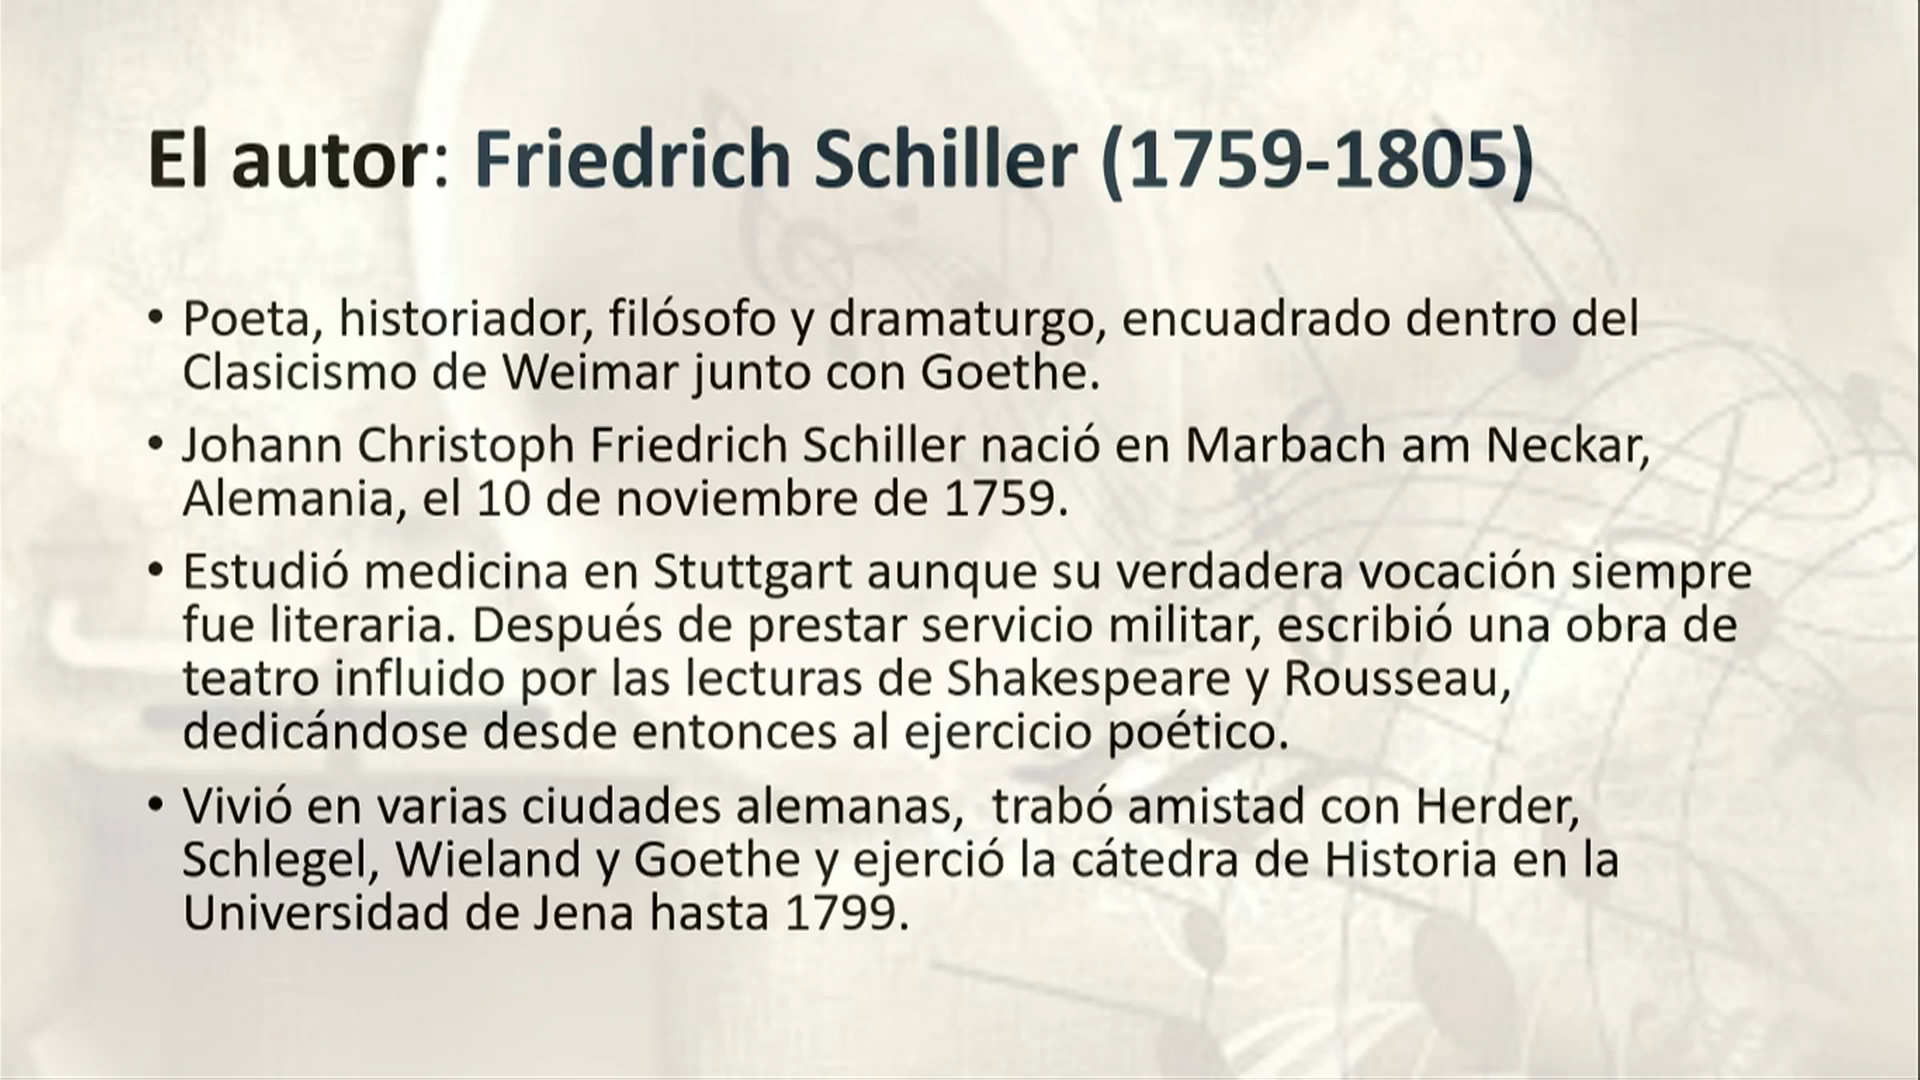 El autor: Friedrich Schiller (1759-1805)
• Poeta, historiador, filósofo y dramaturgo, encuadrado dentro del
Clasicismo de Weimar junto con Goethe.
• Johann Christoph Friedrich Schiller nació en Marbach am Neckar,
Alemania, el 10 de noviembre de 1759.
• Estudió medicina en Stuttgart aunque su verdadera vocación siempre
fue literaria. Después de prestar servicio militar, escribió una obra de
teatro influido por las lecturas de Shakespeare y Rousseau,
dedicándose desde entonces al ejercicio poético.
• Vivió en varias ciudades alemanas,  trabó amistad con Herder,
Schlegel, Wieland y Goethe y ejerció la cátedra de Historia en la
Universidad de Jena hasta 1799.